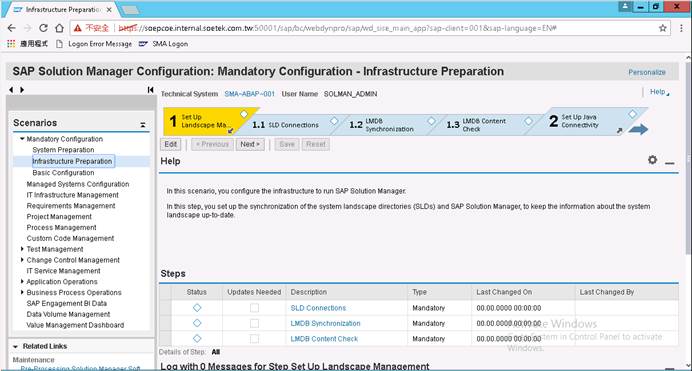 Infrastructure Preparation
不安全 https://soepcoe.internal.soetek.com.tw:50001/sap/bc/webdynpro/sap/wd_sise_main_app?sap-client=001&sap-language=EN#
應用程式 Logon Error Message SMA Logon
SAP Solution Manager Configuration: Mandatory Configuration - Infrastructure Preparation
Personalize
Technical System SMA~ABAP~001 User Name SOLMAN_ADMIN
Help
Scenarios
Mandatory Configuration
System Preparation
Infrastructure Preparation
Basic Configuration
Managed Systems Configuration
IT Infrastructure Management
Requirements Management
Project Management
Process Management
Custom Code Management
Test Management
Change Control Management
IT Service Management
Application Operations
Business Process Operations
SAP Engagement BI Data
Data Volume Management
Value Management Dashboard
Related Links
Maintenance
Pre-Processing Solution Manager Soft
1 Set Up
Landscape Ma...
1.1 SLD Connections
1.2 LMDB
Synchronization
1.3 LMDB Content
Check
2 Set Up Java
Connectivity
Edit < Previous Next > Save Reset
Help
In this scenario, you configure the infrastructure to run SAP Solution Manager.
In this step, you set up the synchronization of the system landscape directories (SLDs) and SAP Solution Manager, to keep the information about the system
landscape up-to-date.
Steps
Status Updates Needed Description Type Last Changed On Last Changed By
SLD Connections Mandatory 00.00.0000 00:00:00
LMDB Synchronization Mandatory 00.00.0000 00:00:00
LMDB Content Check Mandatory 00.00.0000 00:00:00
Activate Windows
System in Control Panel to activate
Windows.
Details of Step: All
Log with 0 Messages for Step Set Up Landscape Management